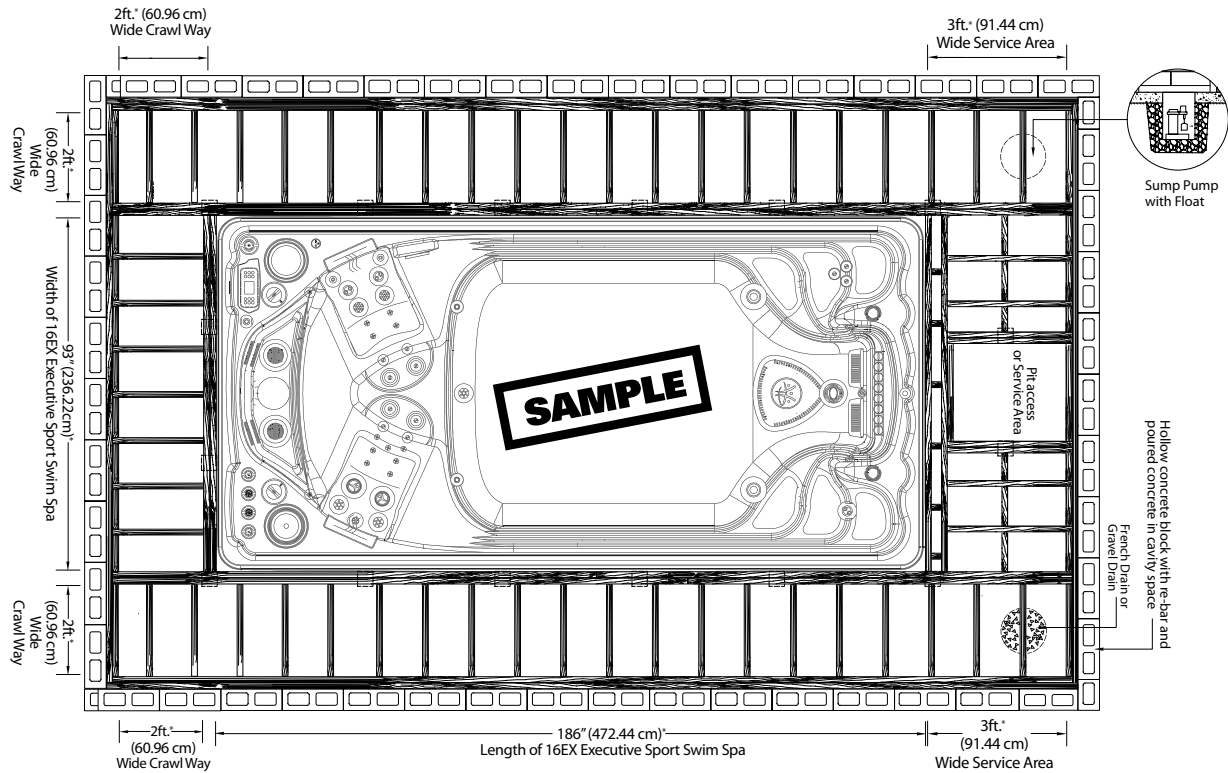 2ft.* (60.96 cm)
Wide Crawl Way
3ft.* (91.44 cm)
Wide Service Area
2ft.*
(60.96 cm)
Wide
Crawl Way
Sump Pump
with Float
93" (236.22cm)*
Width of 16EX Executive Sport Swim Spa
SAMPLE
Pit access
or Service Area
Hollow concrete block with re-bar and
poured concrete in cavity space
French Drain or
Gravel Drain
2ft.*
(60.96 cm)
Wide
Crawl Way
2ft.*
(60.96 cm)
Wide Crawl Way
186" (472.44 cm)*
Length of 16EX Executive Sport Swim Spa
3ft.*
(91.44 cm)
Wide Service Area